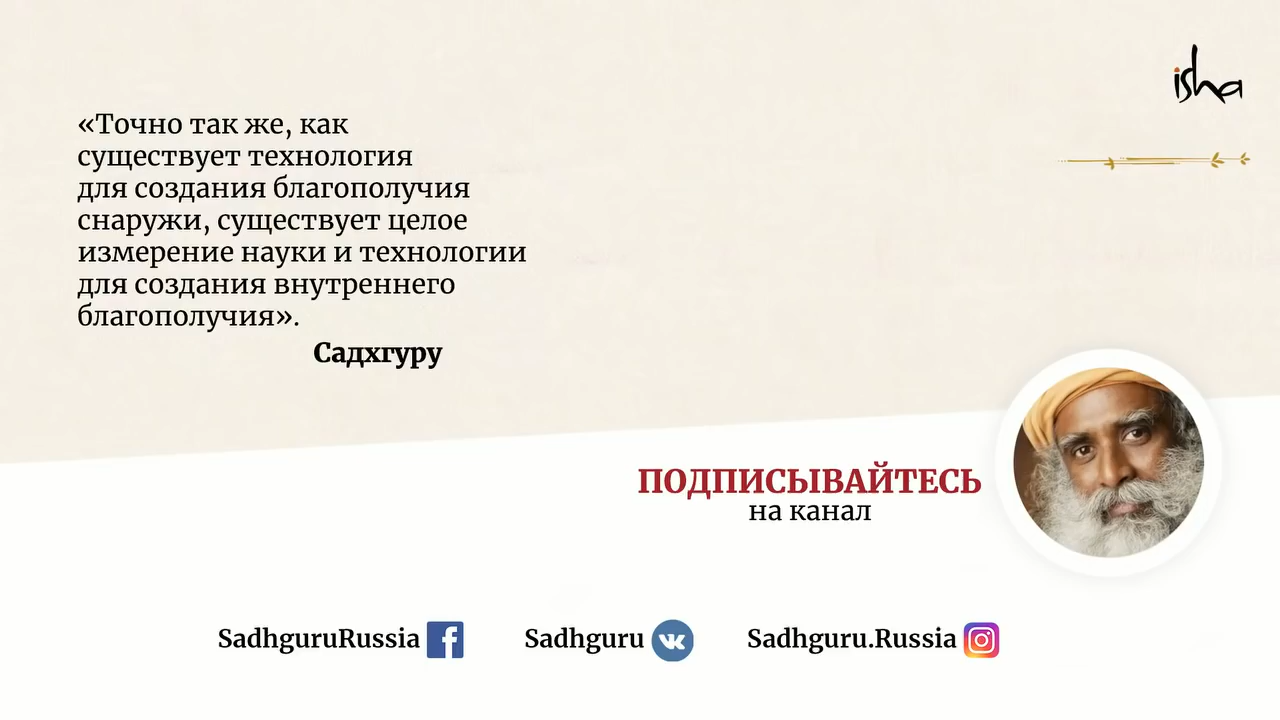 isha
«Точно так же, как
существует технология
для создания благополучия
снаружи, существует целое
измерение науки и технологии
для создания внутреннего
благополучия».
Садхгуру
ПОДПИСЫВАЙТЕСЬ
на канал
SadhguruRussia
Sadhguru
Sadhguru.Russia